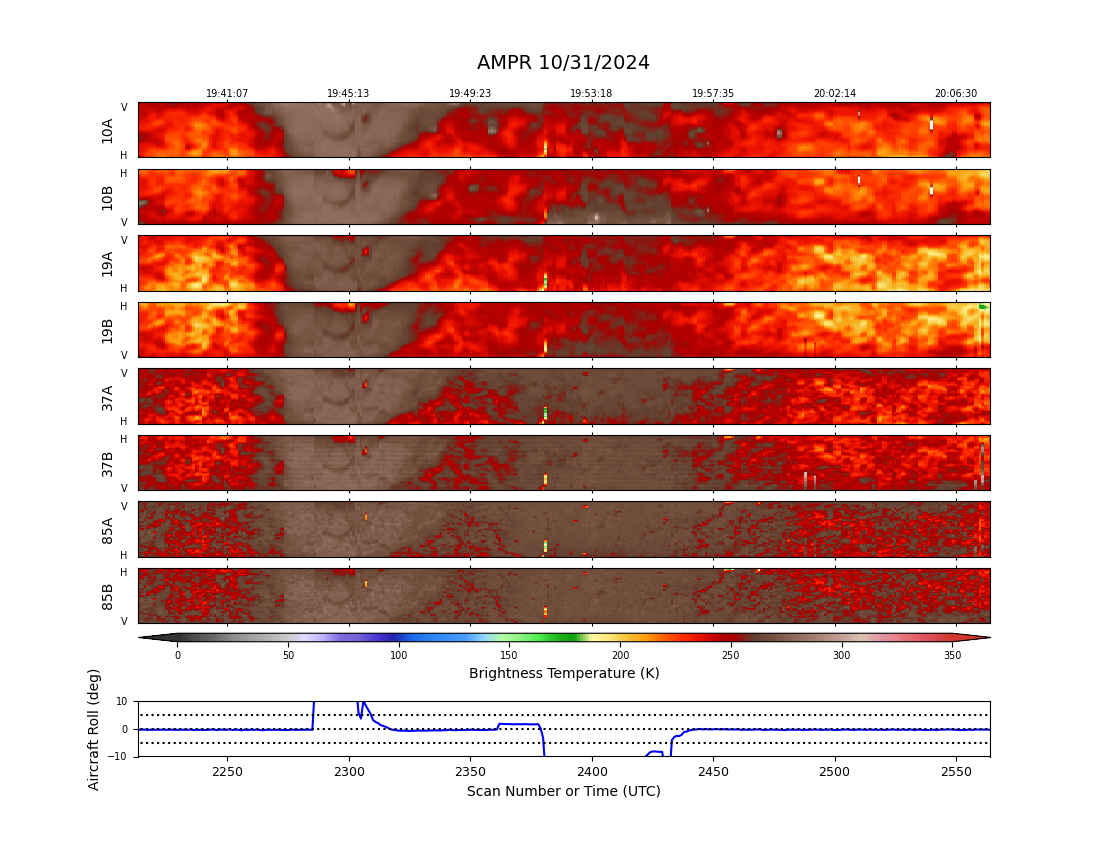 AMPR 10/31/2024
19:41:07 19:45:13 19:49:23 19:53:18 19:57:35 20:02:14 20:06:30
V
10A
H
H
10B
V
V
19A
H
H
19B
V
V
37A
H
H
37B
V
V
85A
H
H
85B
V
0 50 100 150 200 250 300 350
Brightness Temperature (K)
Aircraft Roll (deg)
10
0
−10
2250 2300 2350 2400 2450 2500 2550
Scan Number or Time (UTC)